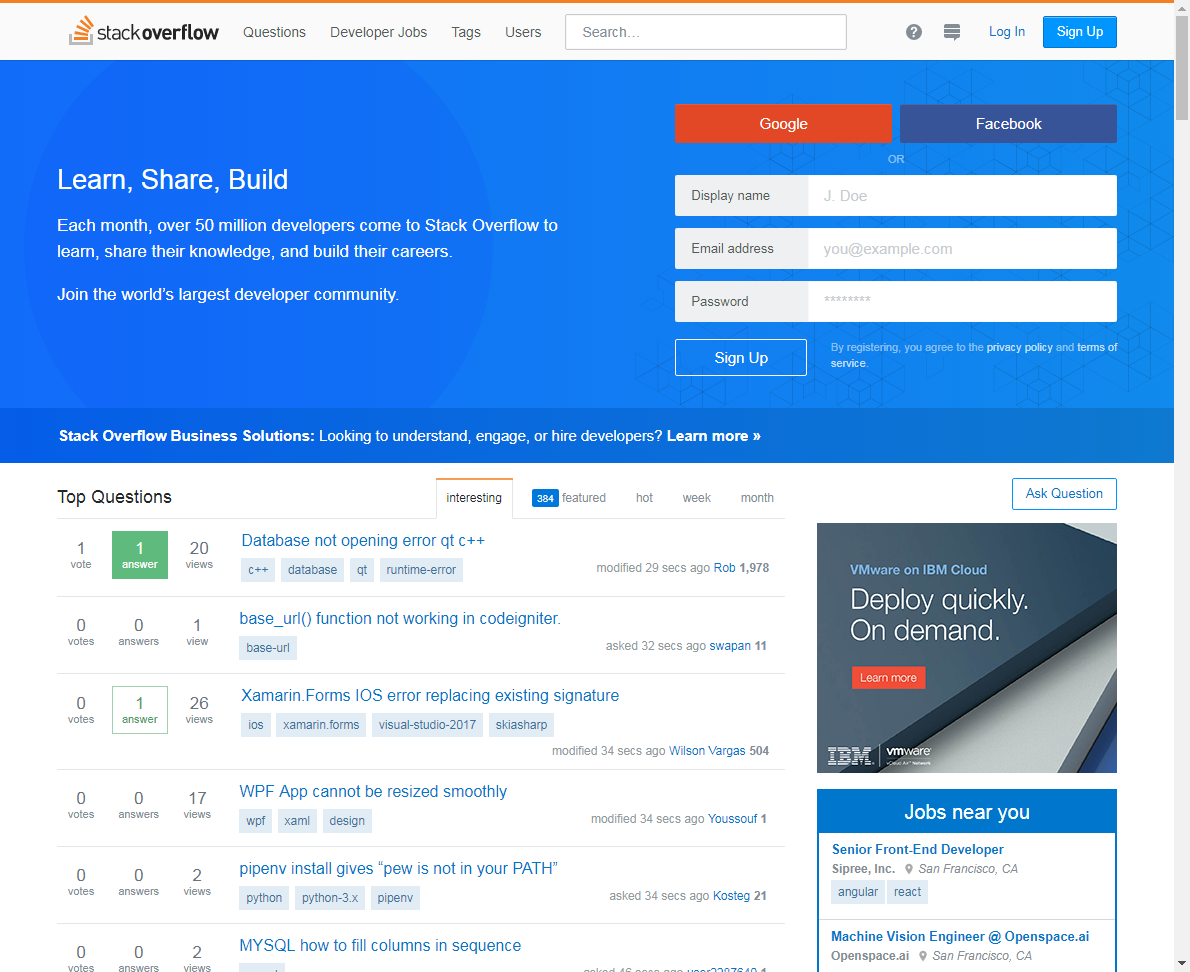 stackoverflow Questions Developer Jobs Tags Users Search… Log In Sign Up
Google Facebook
OR
Learn, Share, Build
Each month, over 50 million developers come to Stack Overflow to
learn, share their knowledge, and build their careers.
Join the world’s largest developer community.
Display name J. Doe
Email address you@example.com
Password ********
Sign Up
By registering, you agree to the privacy policy and terms of
service.
Stack Overflow Business Solutions: Looking to understand, engage, or hire developers? Learn more »
Top Questions interesting 384 featured hot week month
Ask Question
1 vote 1 answer 20 views
Database not opening error qt c++
c++ database qt runtime-error
modified 29 secs ago Rob 1,978
0 votes 0 answers 1 view
base_url() function not working in codeigniter.
base-url
asked 32 secs ago swapan 11
0 votes 1 answer 26 views
Xamarin.Forms IOS error replacing existing signature
ios xamarin.forms visual-studio-2017 skiasharp
modified 34 secs ago Wilson Vargas 504
0 votes 0 answers 17 views
WPF App cannot be resized smoothly
wpf xaml design
modified 34 secs ago Youssouf 1
0 votes 0 answers 2 views
pipenv install gives “pew is not in your PATH”
python python-3.x pipenv
asked 34 secs ago Kosteg 21
0 votes 0 answers 2 views
MYSQL how to fill columns in sequence
VMware on IBM Cloud
Deploy quickly.
On demand.
Learn more
IBM vmware
Jobs near you
Senior Front-End Developer
Sipree, Inc. San Francisco, CA
angular react
Machine Vision Engineer @ Openspace.ai
Openspace.ai San Francisco, CA